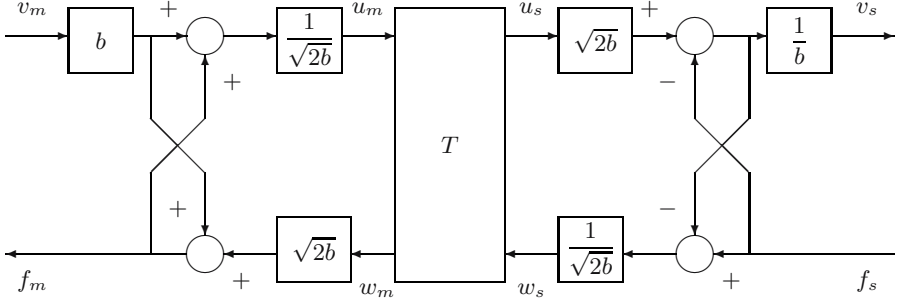 v_m + u_m u_s + v_s
b 1/√2b √2b 1/b
+ −
T
+ −
√2b 1/√2b
f_m + w_m w_s + f_s